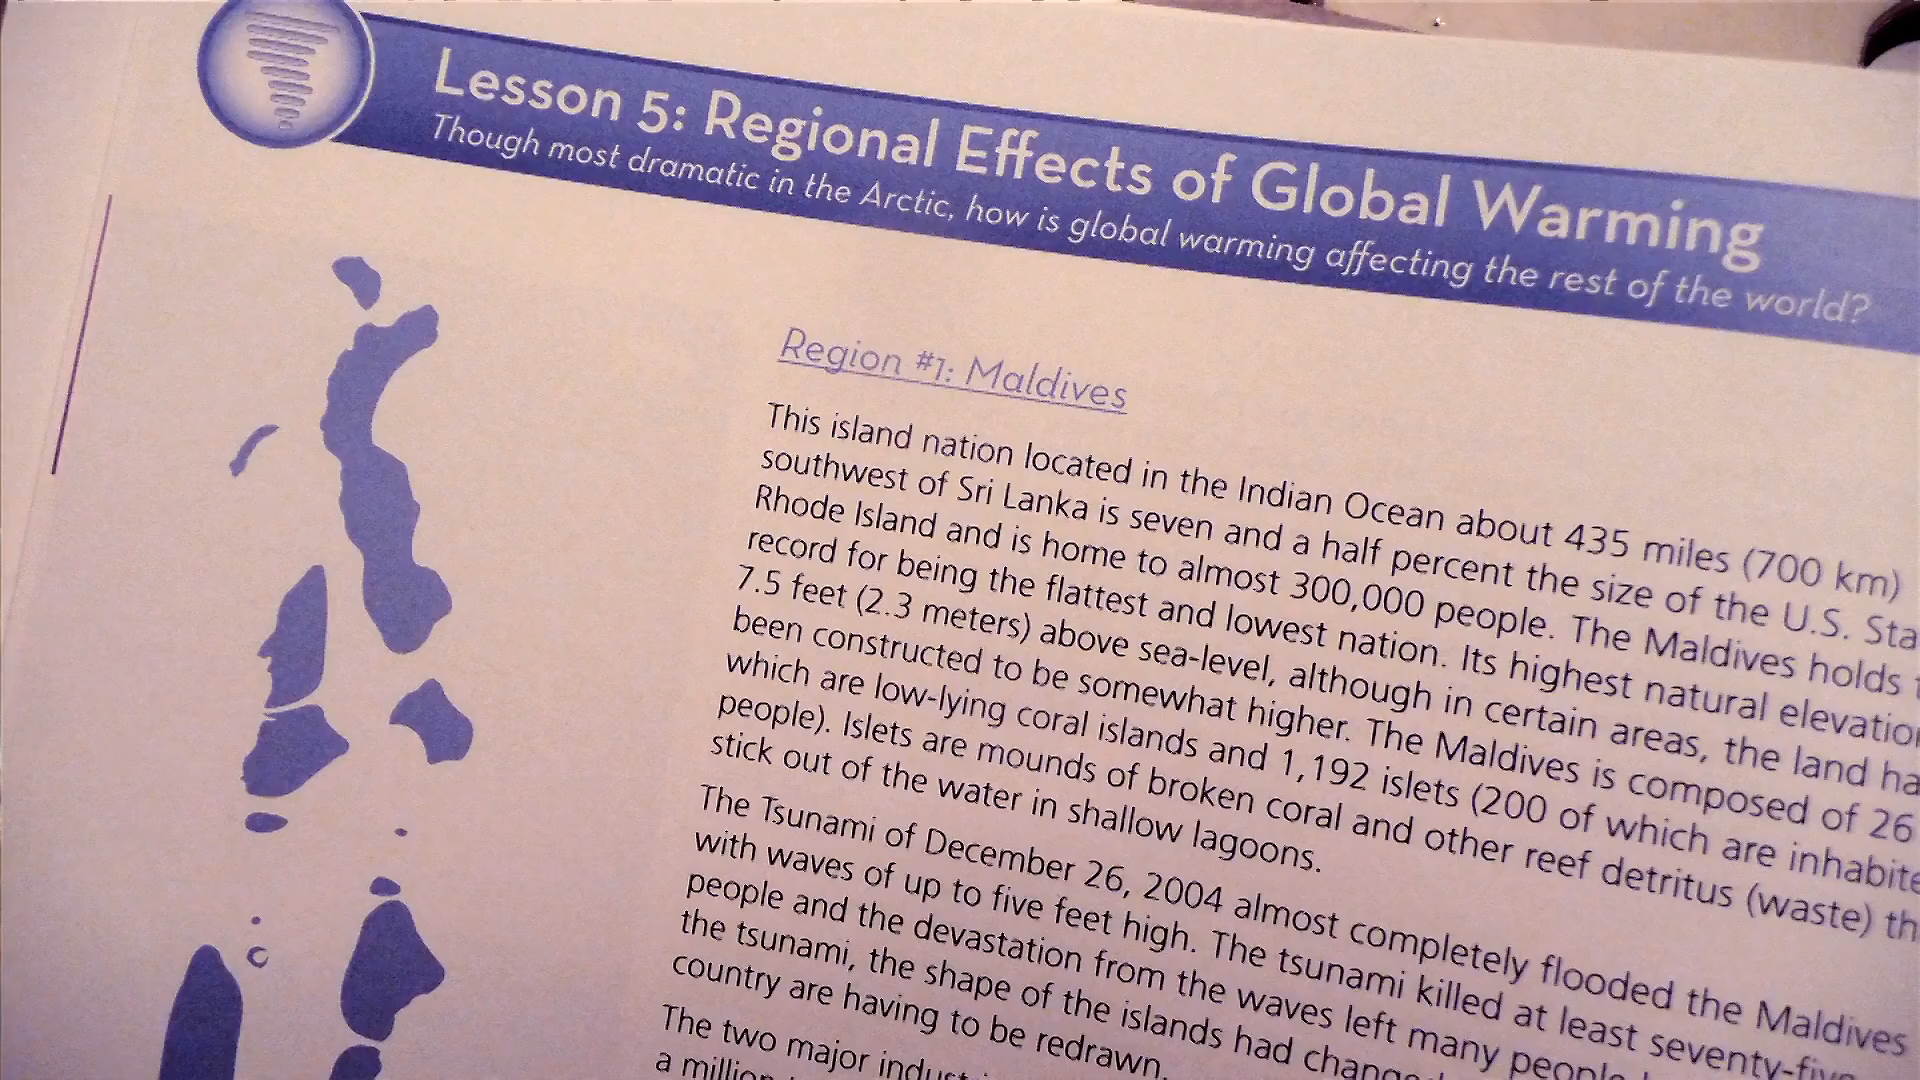 Lesson 5: Regional Effects of Global Warming
Though most dramatic in the Arctic, how is global warming affecting the rest of the world?
Region #1: Maldives
This island nation located in the Indian Ocean about 435 miles (700 km)
southwest of Sri Lanka is seven and a half percent the size of the U.S.
Rhode Island and is home to almost 300,000 people. The Maldives holds
record for being the flattest and lowest nation. Its highest natural
7.5 feet (2.3 meters) above sea-level, although in certain areas, the land
been constructed to be somewhat higher. The Maldives is composed of 26
which are low-lying coral islands and 1,192 islets (200 of which are
people). Islets are mounds of broken coral and other reef detritus (waste)
stick out of the water in shallow lagoons.
The Tsunami of December 26, 2004 almost completely flooded the Maldives
with waves of up to five feet high. The tsunami killed at least
people and the devastation from the waves left many people
the tsunami, the shape of the islands had
country are having to be redrawn.
The two major
a million